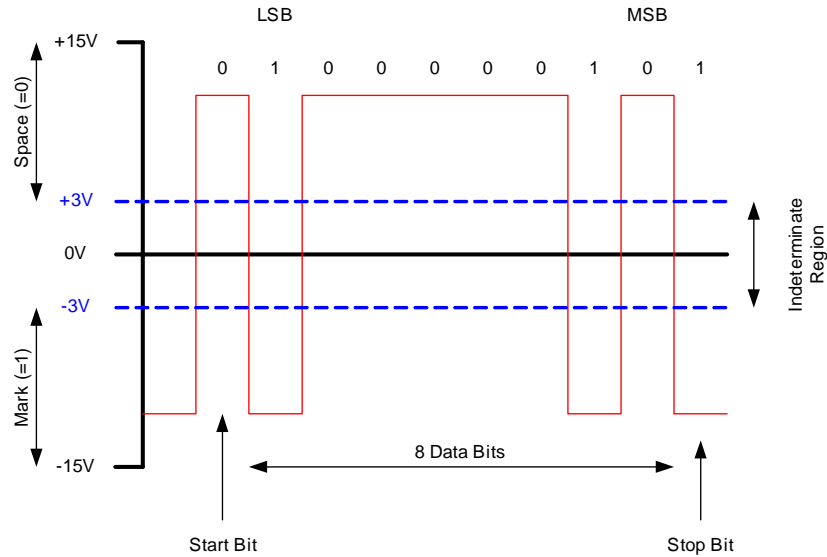 LSB MSB
+15V
0 1 0 0 0 0 0 1 0 1
Space (=0)
+3V
0V
Indeterminate
Region
-3V
Mark (=1)
8 Data Bits
-15V
Start Bit Stop Bit